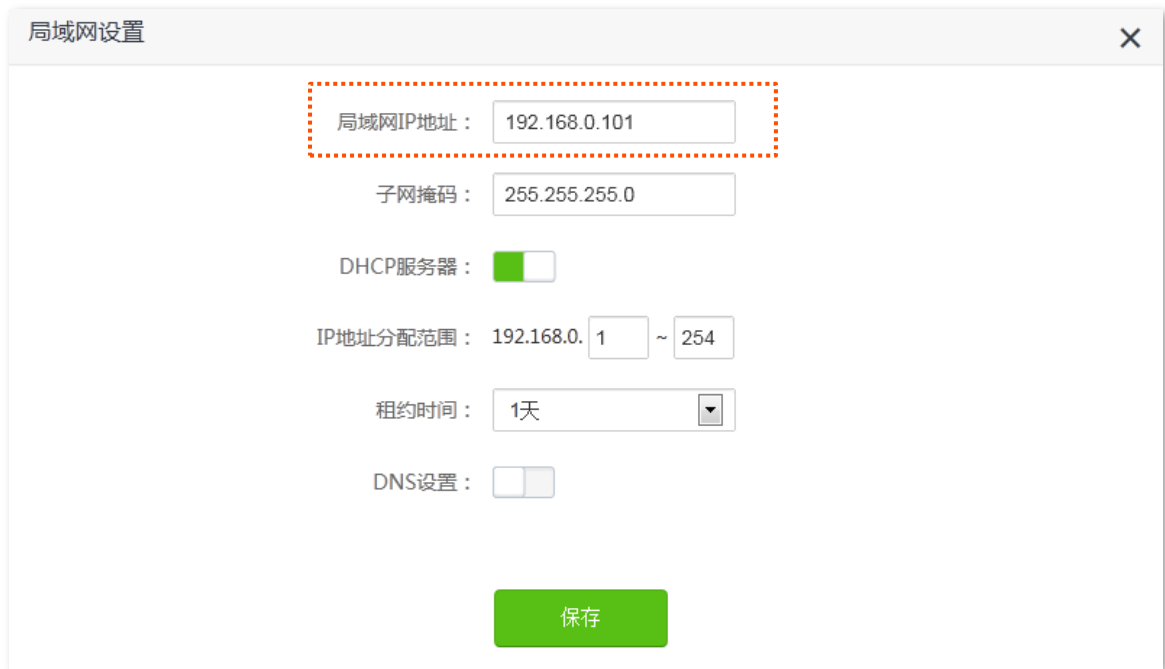 局域网设置
局域网IP地址： 192.168.0.101
子网掩码： 255.255.255.0
DHCP服务器：
IP地址分配范围： 192.168.0. 1 ~ 254
租约时间： 1天
DNS设置：
保存